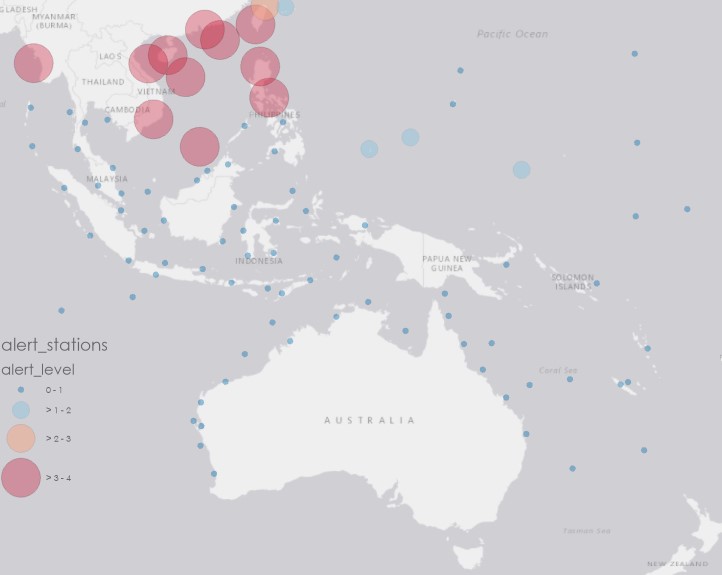 GLADESH
MYANMAR
(BURMA)
Pacific Ocean
LAOS
THAILAND
VIETNAM
CAMBODIA
PHILIPPINES
MALAYSIA
INDONESIA
PAPUA NEW
GUINEA
SOLOMON
ISLANDS
alert_stations
alert_level
0 - 1
> 1 - 2
> 2 - 3
> 3 - 4
Coral Sea
AUSTRALIA
Tasman Sea
NEW ZEALAND